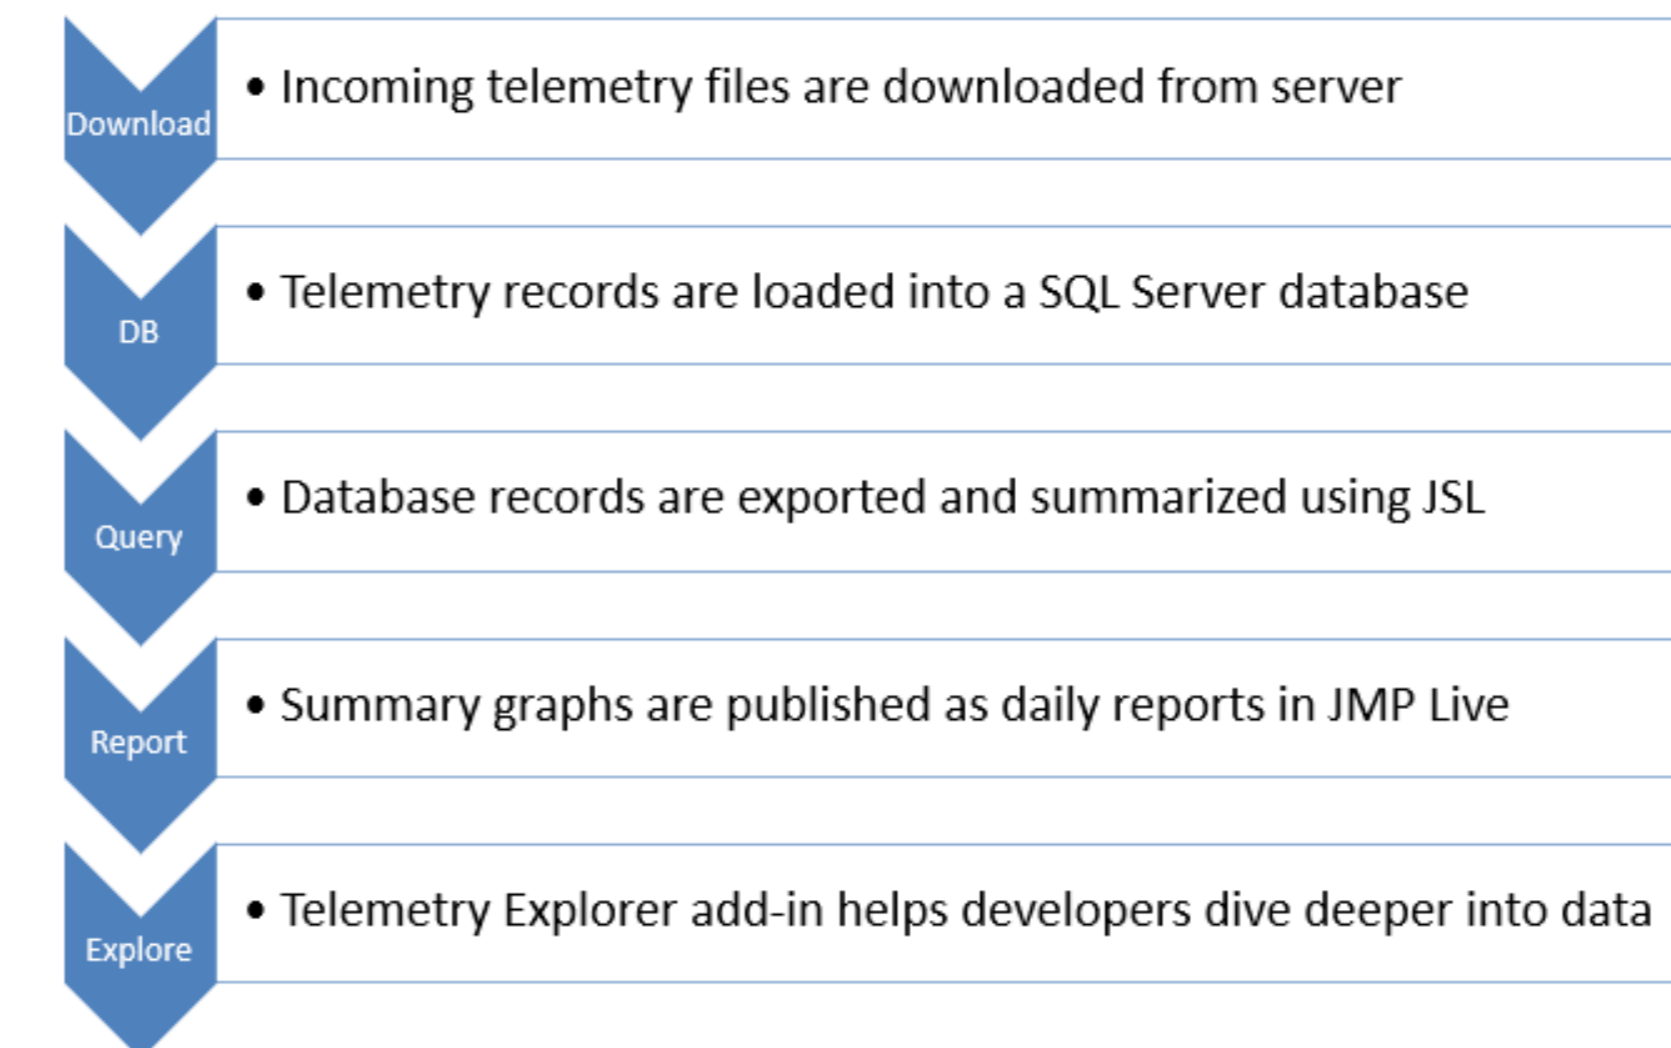 Download
• Incoming telemetry files are downloaded from server
DB
• Telemetry records are loaded into a SQL Server database
Query
• Database records are exported and summarized using JSL
Report
• Summary graphs are published as daily reports in JMP Live
Explore
• Telemetry Explorer add-in helps developers dive deeper into data